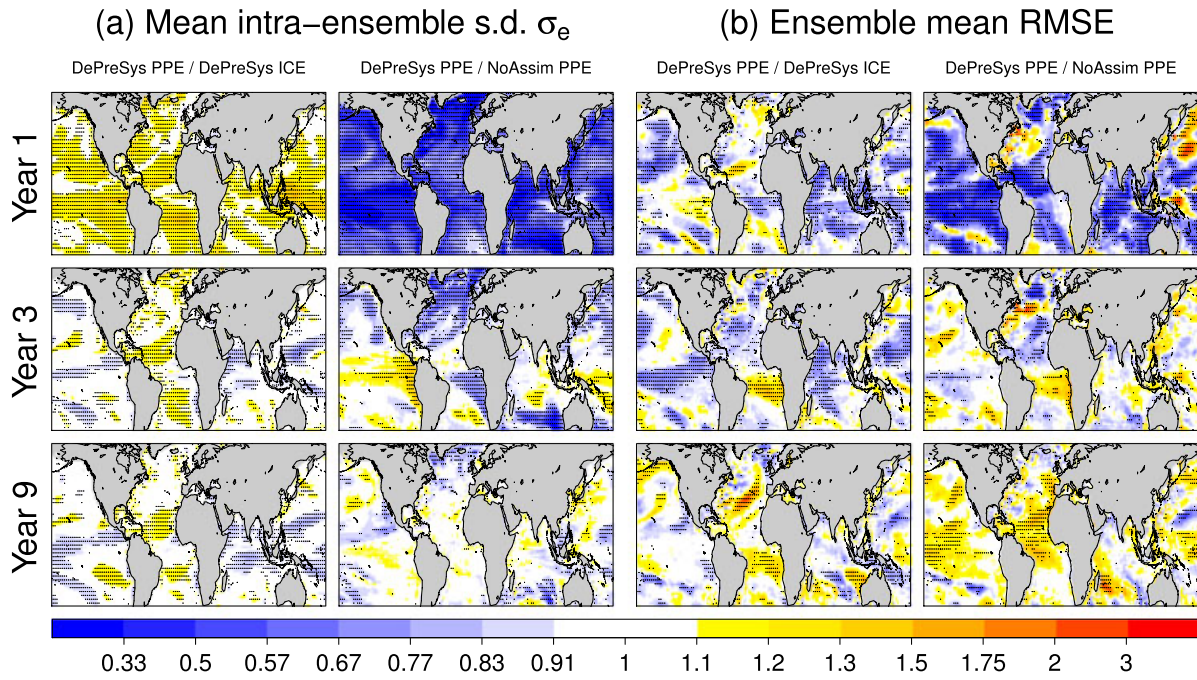 (a) Mean intra−ensemble s.d. σe (b) Ensemble mean RMSE
DePreSys PPE / DePreSys ICE DePreSys PPE / NoAssim PPE DePreSys PPE / DePreSys ICE DePreSys PPE / NoAssim PPE
Year 1
Year 3
Year 9
0.33 0.5 0.57 0.67 0.77 0.83 0.91 1 1.1 1.2 1.3 1.5 1.75 2 3